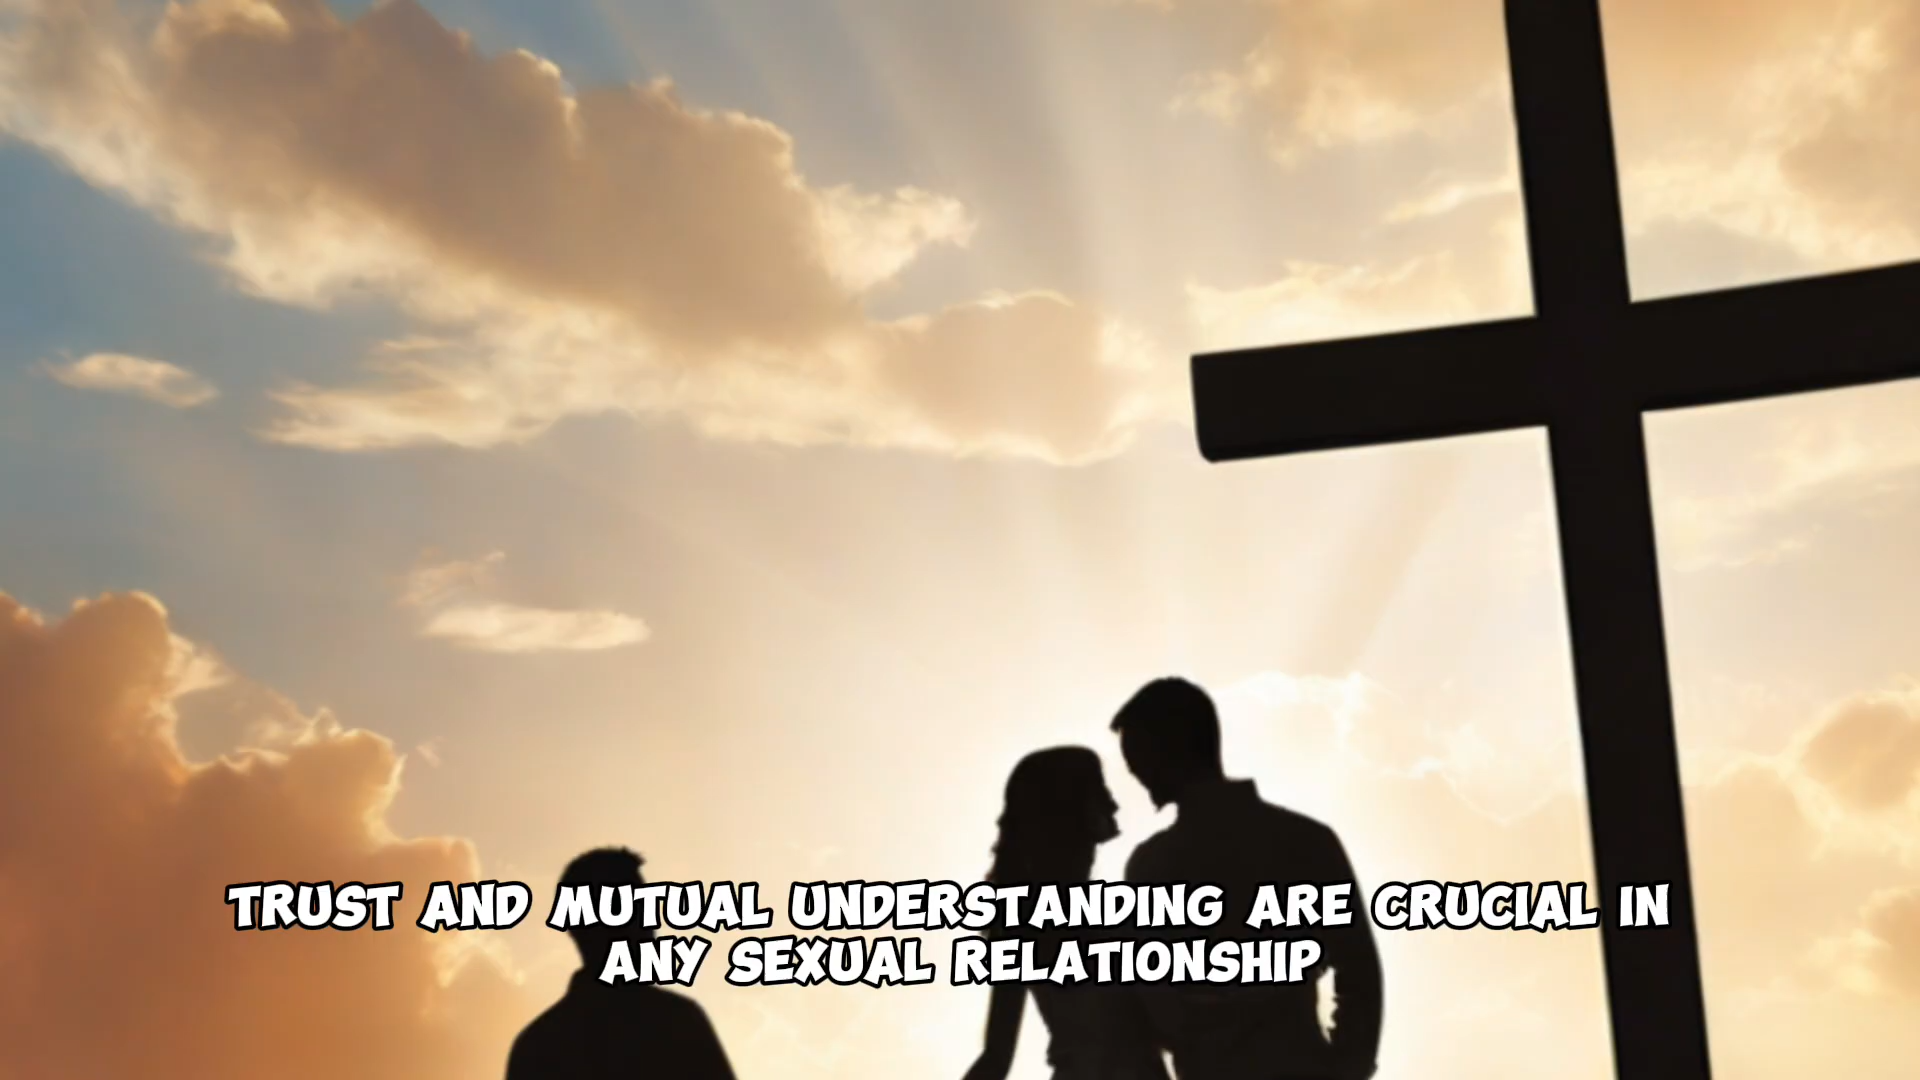 TRUST AND MUTUAL UNDERSTANDING ARE CRUCIAL IN
ANY SEXUAL RELATIONSHIP